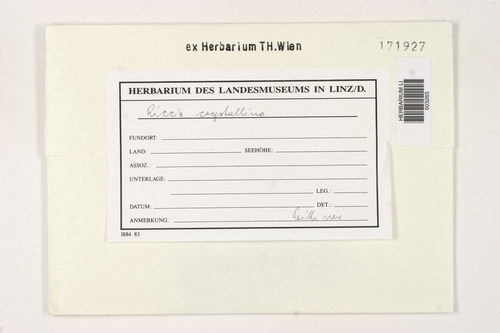 ex Herbarium TH.Wien
171927
HERBARIUM LI
503265
HERBARIUM DES LANDESMUSEUMS IN LINZ/D.
Riccia crystallina
FUNDORT:
LAND: SEEHÖHE:
ASSOZ.:
UNTERLAGE:
LEG.:
DATUM: DET.:
ANMERKUNG:
1884 83